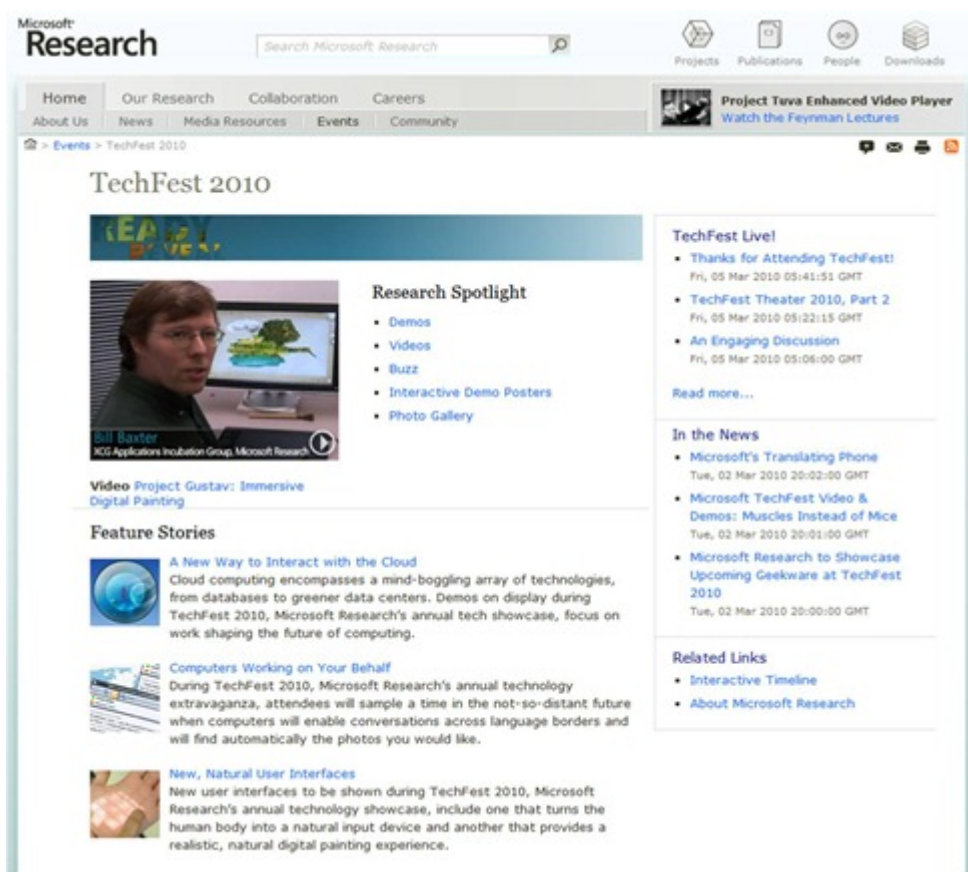 Microsoft®
Research
Search Microsoft Research
Projects Publications People Downloads
Home Our Research Collaboration Careers
About Us News Media Resources Events Community
Project Tuva Enhanced Video Player
Watch the Feynman Lectures
> Events > TechFest 2010
TechFest 2010
READY
Bill Baxter
XCG Applications Incubation Group, Microsoft Research
Video Project Gustav: Immersive
Digital Painting
Research Spotlight
Demos
Videos
Buzz
Interactive Demo Posters
Photo Gallery
Feature Stories
A New Way to Interact with the Cloud
Cloud computing encompasses a mind-boggling array of technologies,
from databases to greener data centers. Demos on display during
TechFest 2010, Microsoft Research's annual tech showcase, focus on
work shaping the future of computing.
Computers Working on Your Behalf
During TechFest 2010, Microsoft Research's annual technology
extravaganza, attendees will sample a time in the not-so-distant future
when computers will enable conversations across language borders and
will find automatically the photos you would like.
New, Natural User Interfaces
New user interfaces to be shown during TechFest 2010, Microsoft
Research's annual technology showcase, include one that turns the
human body into a natural input device and another that provides a
realistic, natural digital painting experience.
TechFest Live!
Thanks for Attending TechFest!
Fri, 05 Mar 2010 05:41:51 GMT
TechFest Theater 2010, Part 2
Fri, 05 Mar 2010 05:22:15 GMT
An Engaging Discussion
Fri, 05 Mar 2010 05:06:00 GMT
Read more...
In the News
Microsoft's Translating Phone
Tue, 02 Mar 2010 20:02:00 GMT
Microsoft TechFest Video &
Demos: Muscles Instead of Mice
Tue, 02 Mar 2010 20:01:00 GMT
Microsoft Research to Showcase
Upcoming Geekware at TechFest
2010
Tue, 02 Mar 2010 20:00:00 GMT
Related Links
Interactive Timeline
About Microsoft Research